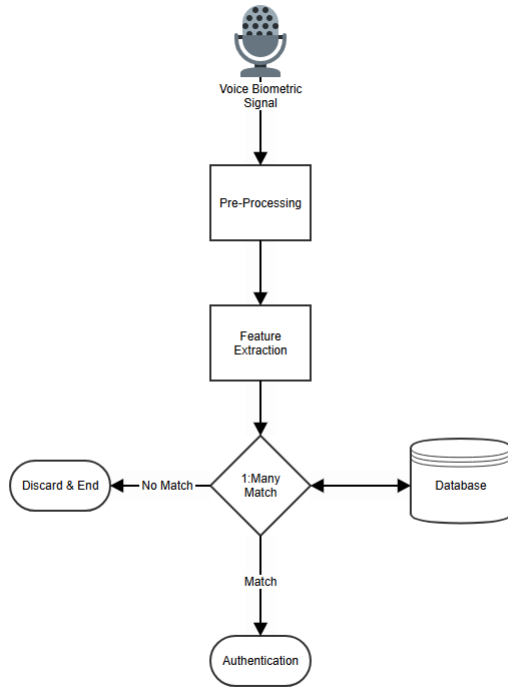 Voice Biometric
Signal
Pre-Processing
Feature
Extraction
1:Many
Match
Database
No Match
Discard & End
Match
Authentication